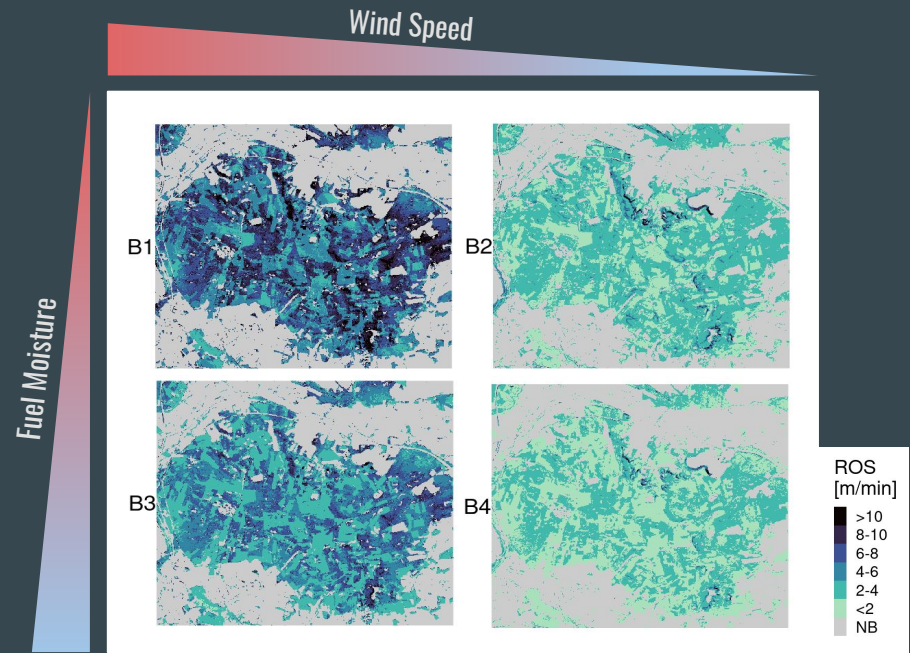 Wind Speed
Fuel Moisture
B1
B2
B3
B4
ROS
[m/min]
>10
8-10
6-8
4-6
2-4
<2
NB